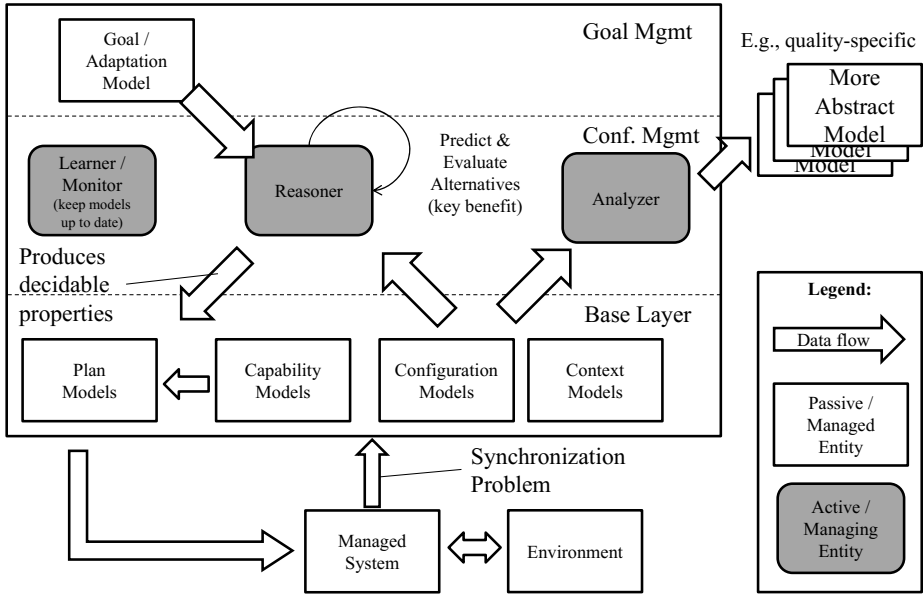 Goal Mgmt
Goal /
Adaptation
Model
E.g., quality-specific
More
Abstract
Model
Model
Model
Conf. Mgmt
Learner /
Monitor
(keep models
up to date)
Reasoner
Predict &
Evaluate
Alternatives
(key benefit)
Analyzer
Produces
decidable
properties
Base Layer
Plan
Models
Capability
Models
Configuration
Models
Context
Models
Synchronization
Problem
Managed
System
Environment
Legend:
Data flow
Passive /
Managed
Entity
Active /
Managing
Entity